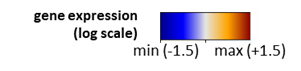 gene expression
(log scale)
min (-1.5) max (+1.5)